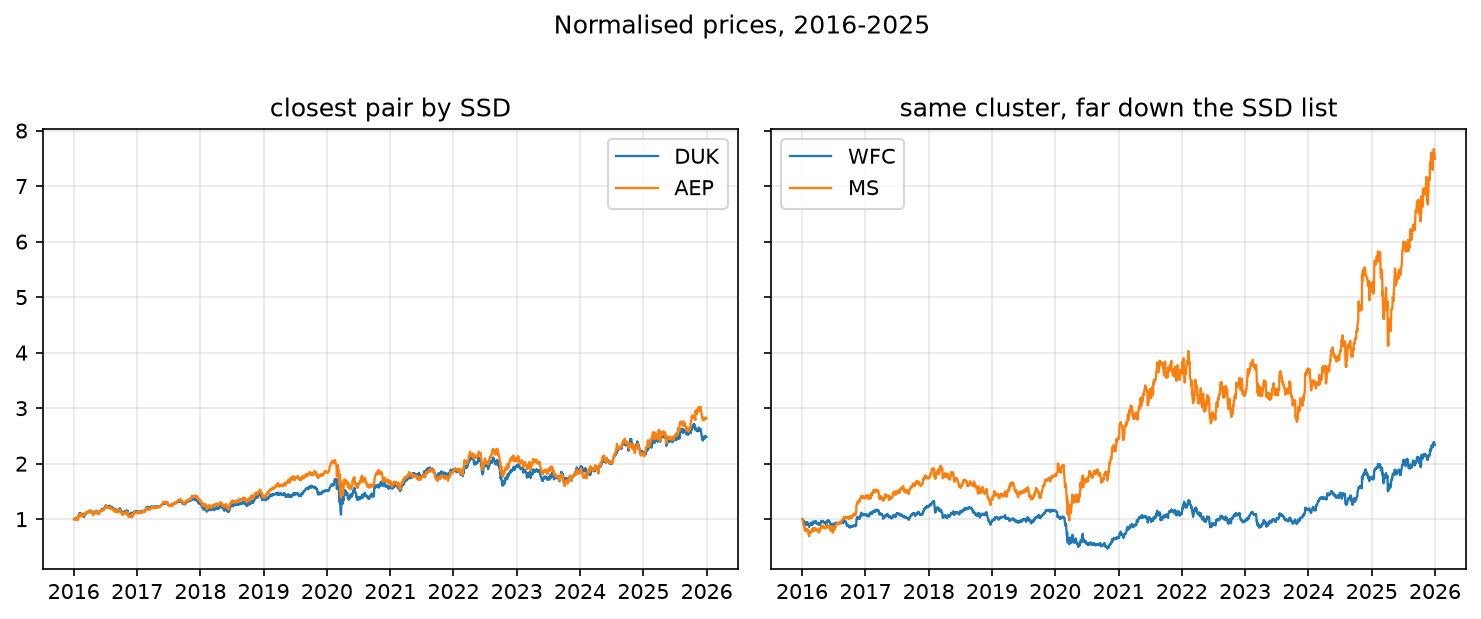 Normalised prices, 2016-2025
closest pair by SSD
8
7
6
5
4
3
2
1
DUK
AEP
2016 2017 2018 2019 2020 2021 2022 2023 2024 2025 2026
same cluster, far down the SSD list
WFC
MS
2016 2017 2018 2019 2020 2021 2022 2023 2024 2025 2026